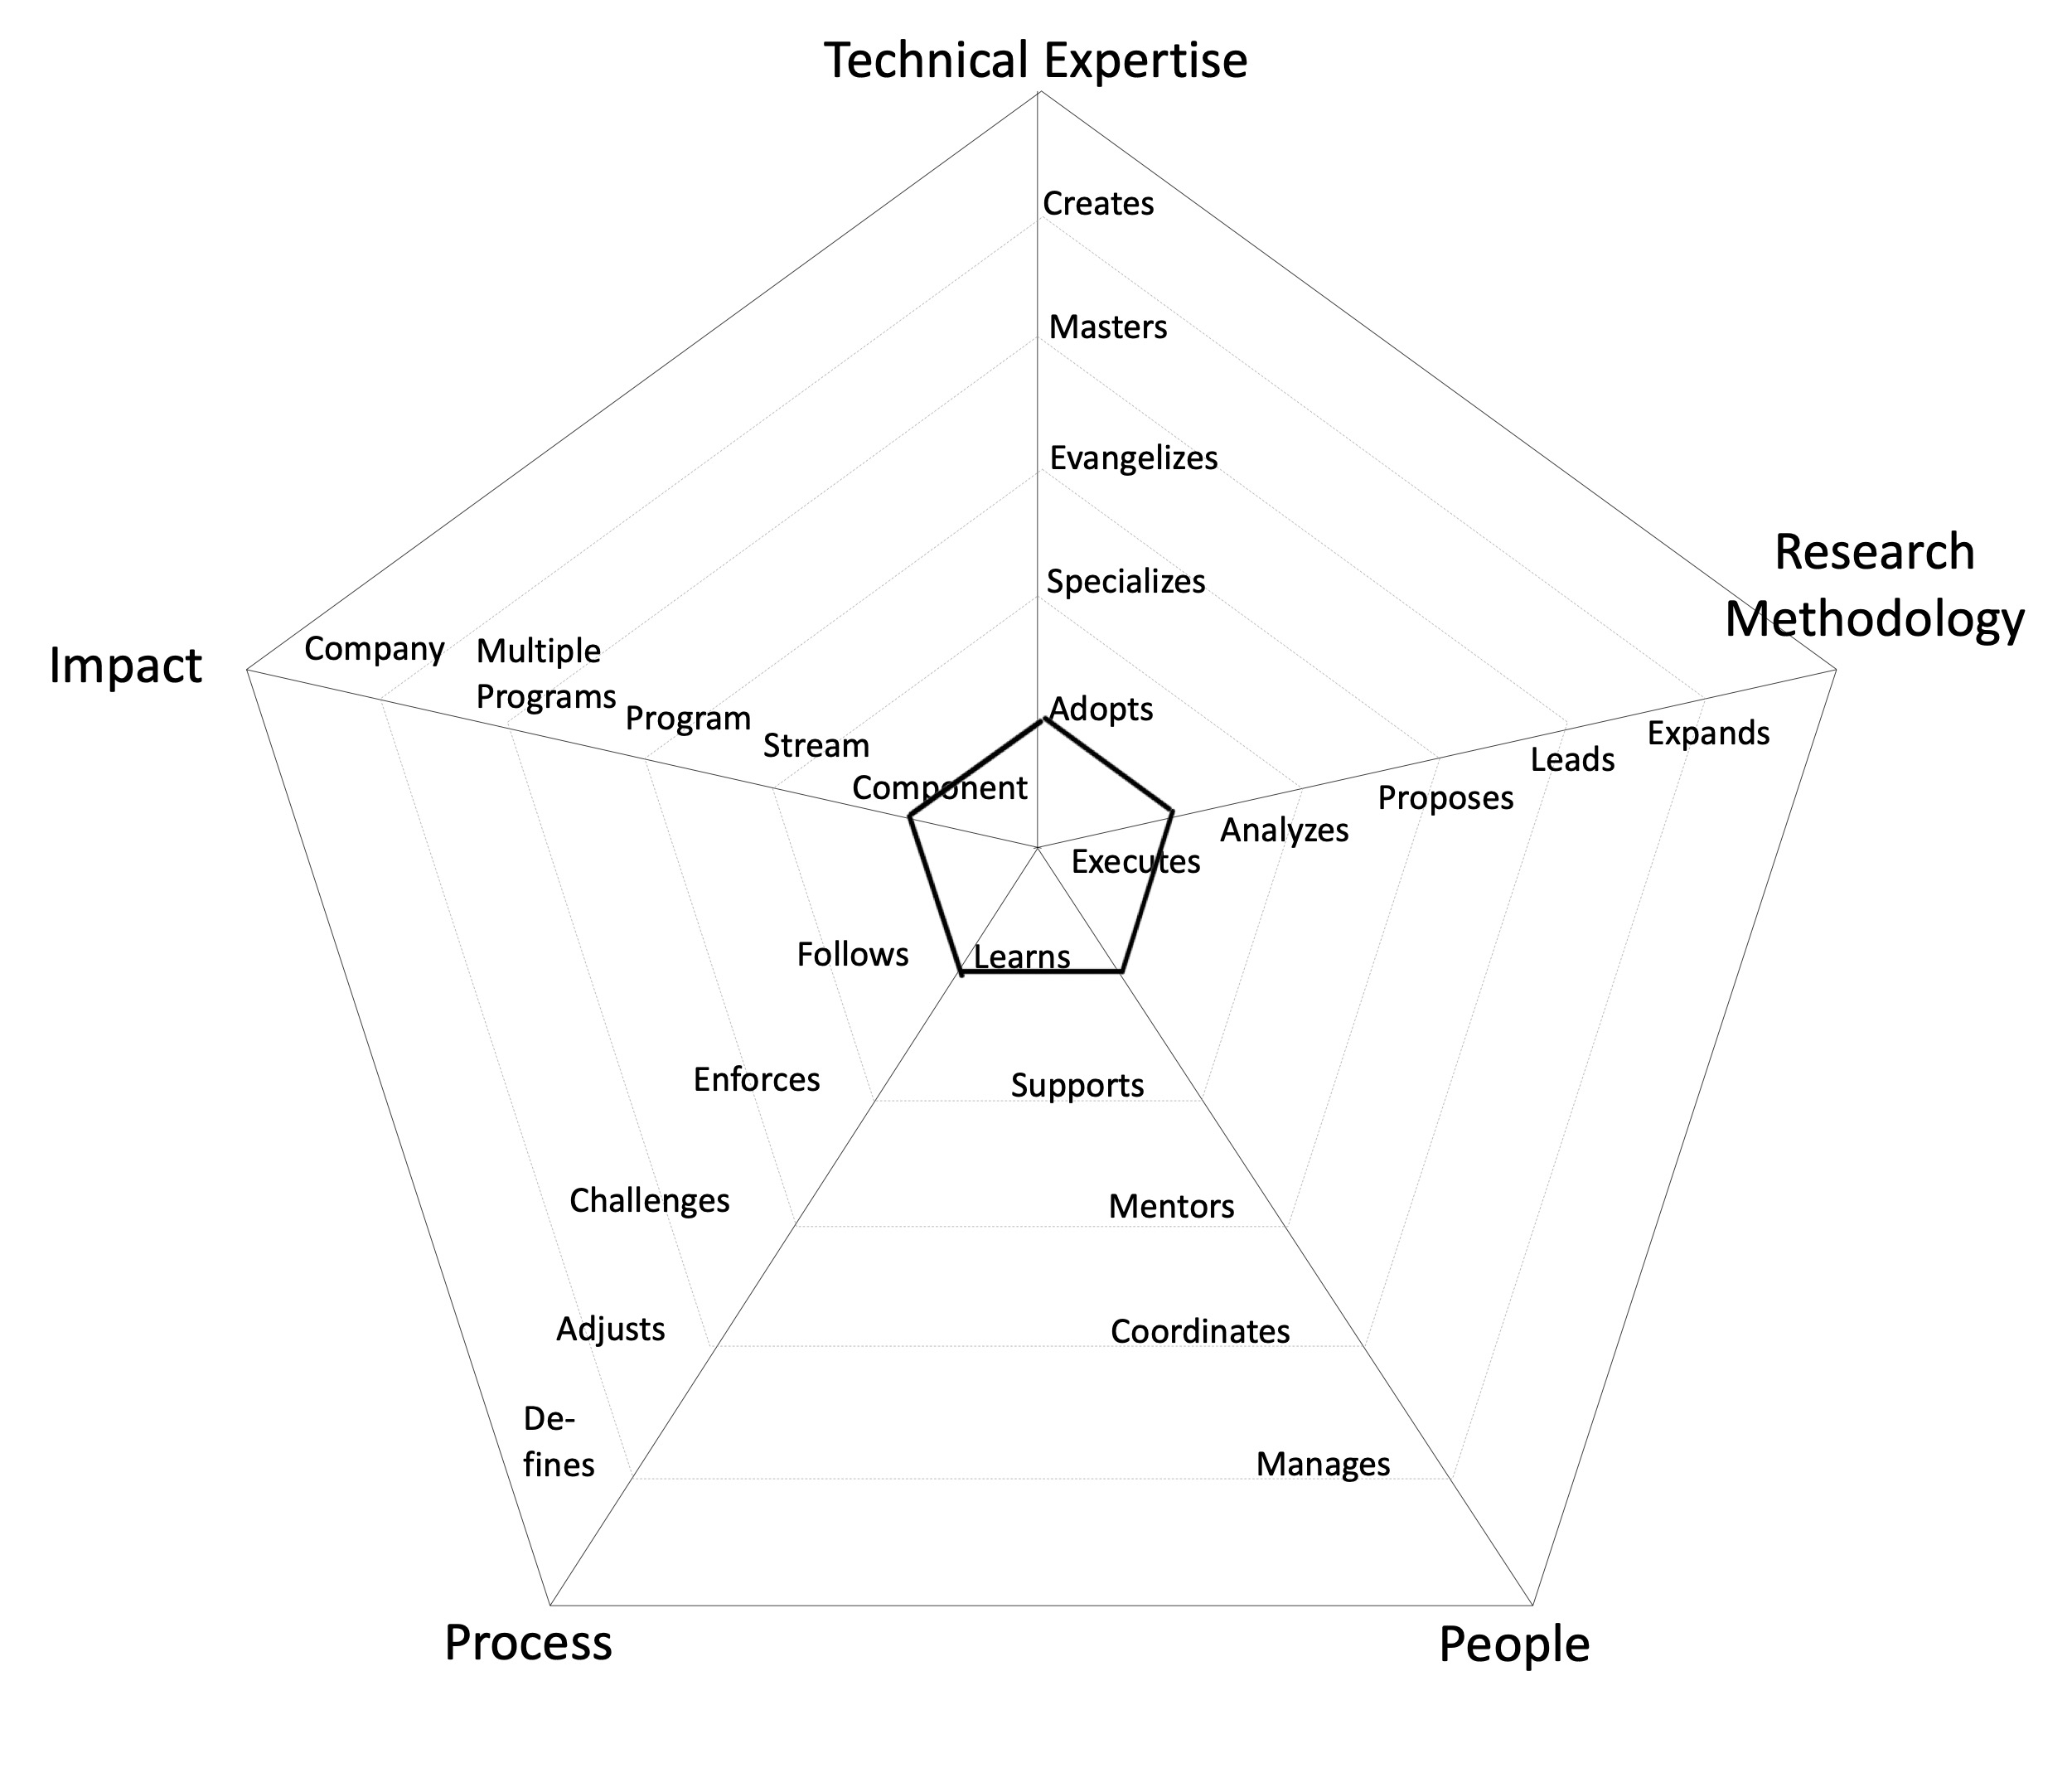 Technical Expertise
Creates
Masters
Evangelizes
Specializes
Adopts
Research
Methodology
Expands
Leads
Proposes
Analyzes
Executes
Impact
Company
Multiple
Programs
Program
Stream
Component
Follows
Enforces
Challenges
Adjusts
De-
fines
Process
Learns
Supports
Mentors
Coordinates
Manages
People